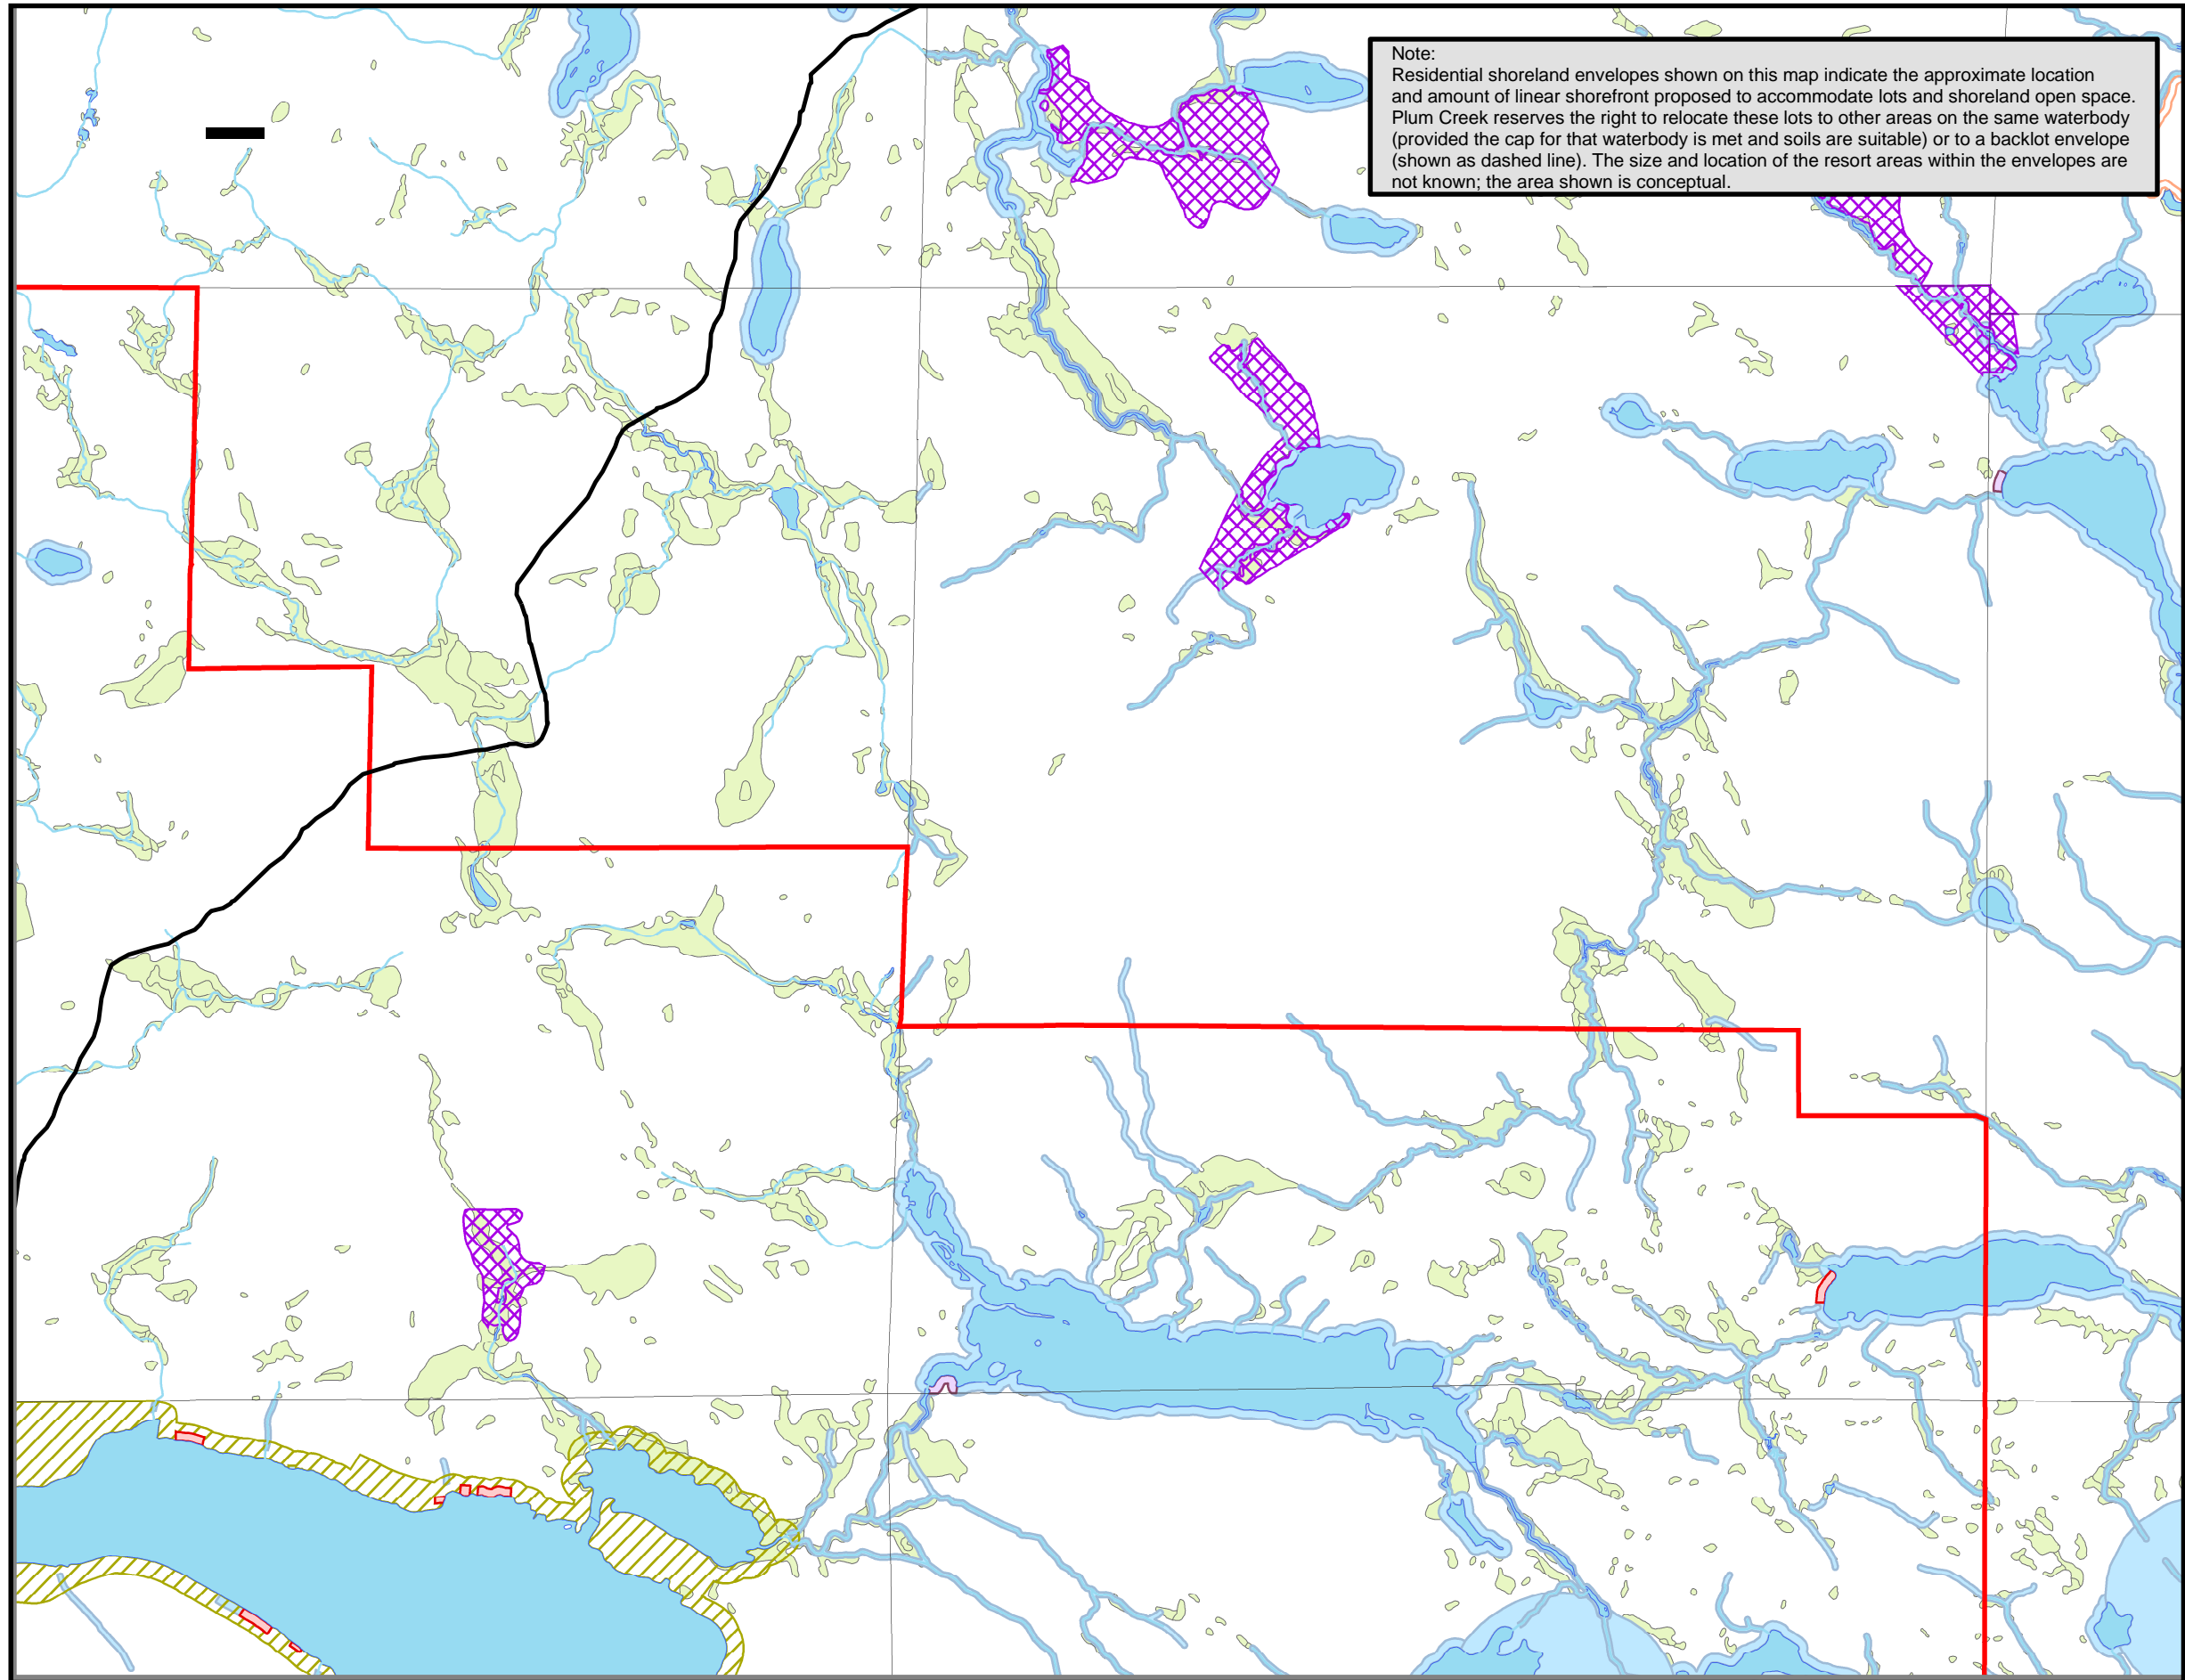 Note:
Residential shoreland envelopes shown on this map indicate the approximate location
and amount of linear shorefront proposed to accommodate lots and shoreland open space.
Plum Creek reserves the right to relocate these lots to other areas on the same waterbody
(provided the cap for that waterbody is met and soils are suitable) or to a backlot envelope
(shown as dashed line). The size and location of the resort areas within the envelopes are
not known; the area shown is conceptual.